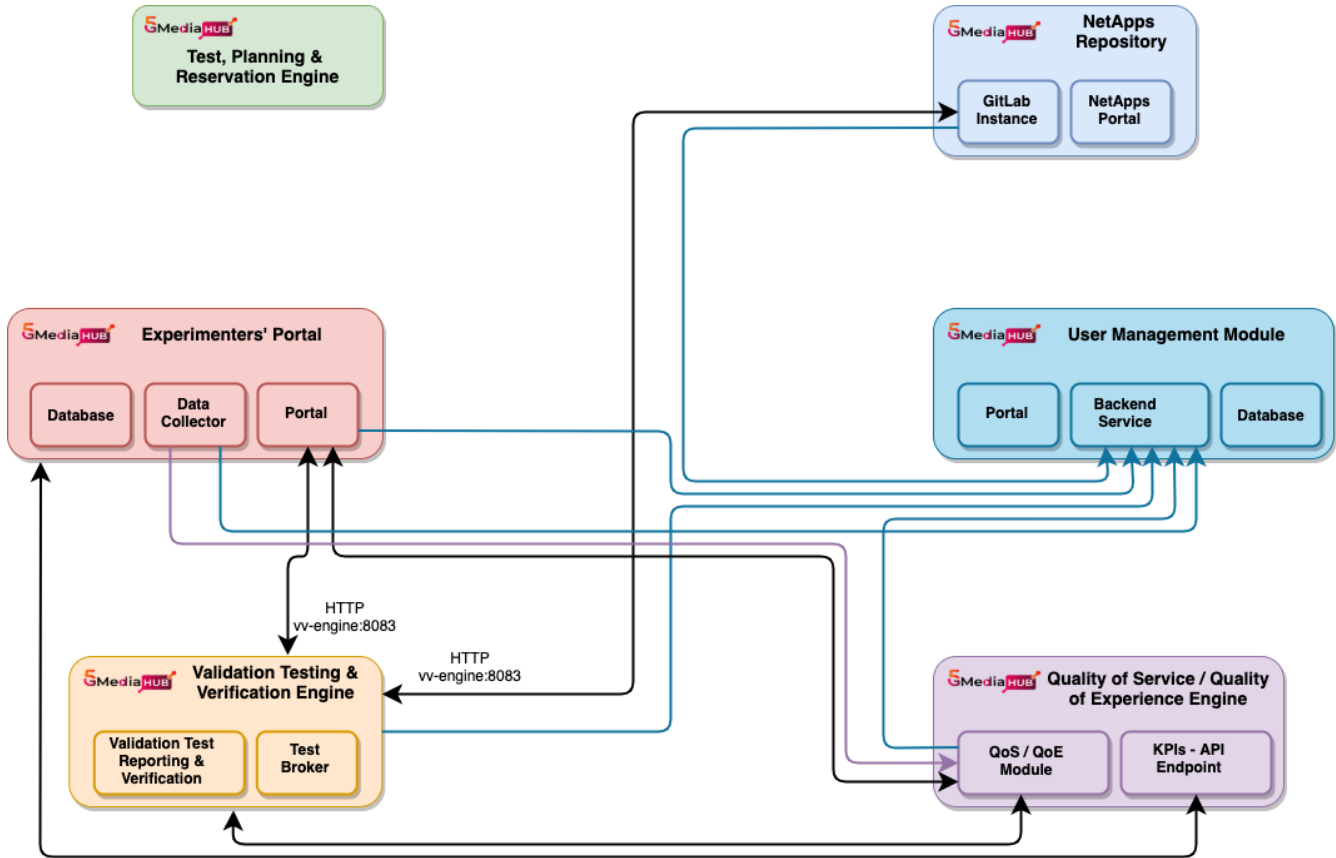 5GMediaHUB
Test, Planning &
Reservation Engine
5GMediaHUB
NetApps
Repository
GitLab
Instance
NetApps
Portal
5GMediaHUB
Experimenters' Portal
Database
Data
Collector
Portal
5GMediaHUB
User Management Module
Portal
Backend
Service
Database
HTTP
vv-engine:8083
HTTP
vv-engine:8083
5GMediaHUB
Validation Testing &
Verification Engine
Validation Test
Reporting &
Verification
Test
Broker
5GMediaHUB
Quality of Service / Quality
of Experience Engine
QoS / QoE
Module
KPIs - API
Endpoint